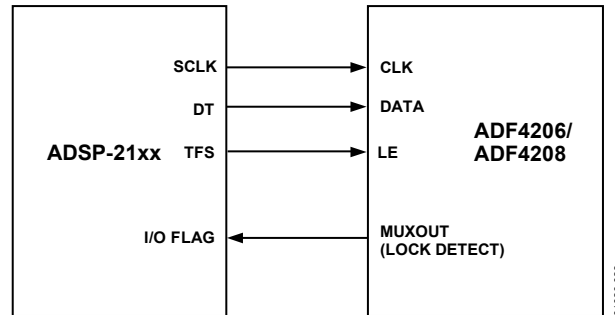 SCLK
CLK
DT
DATA
ADSP-21xx
TFS
LE
ADF4206/
ADF4208
I/O FLAG
MUXOUT
(LOCK DETECT)